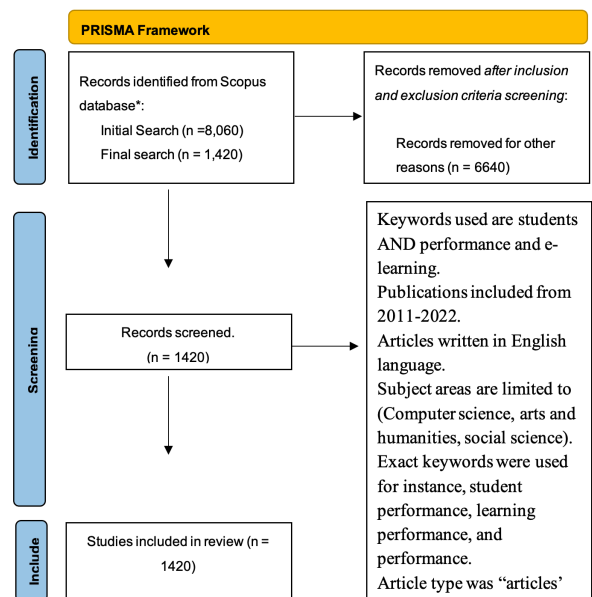 PRISMA Framework
Identification
Records identified from Scopus
database*:
Initial Search (n =8,060)
Final search (n = 1,420)
Records removed after inclusion
and exclusion criteria screening:
Records removed for other
reasons (n = 6640)
Screening
Records screened.
(n = 1420)
Keywords used are students
AND performance and e-
learning.
Publications included from
2011-2022.
Articles written in English
language.
Subject areas are limited to
(Computer science, arts and
humanities, social science).
Exact keywords were used
for instance, student
performance, learning
performance, and
performance.
Article type was “articles’
Include
Studies included in review (n =
1420)